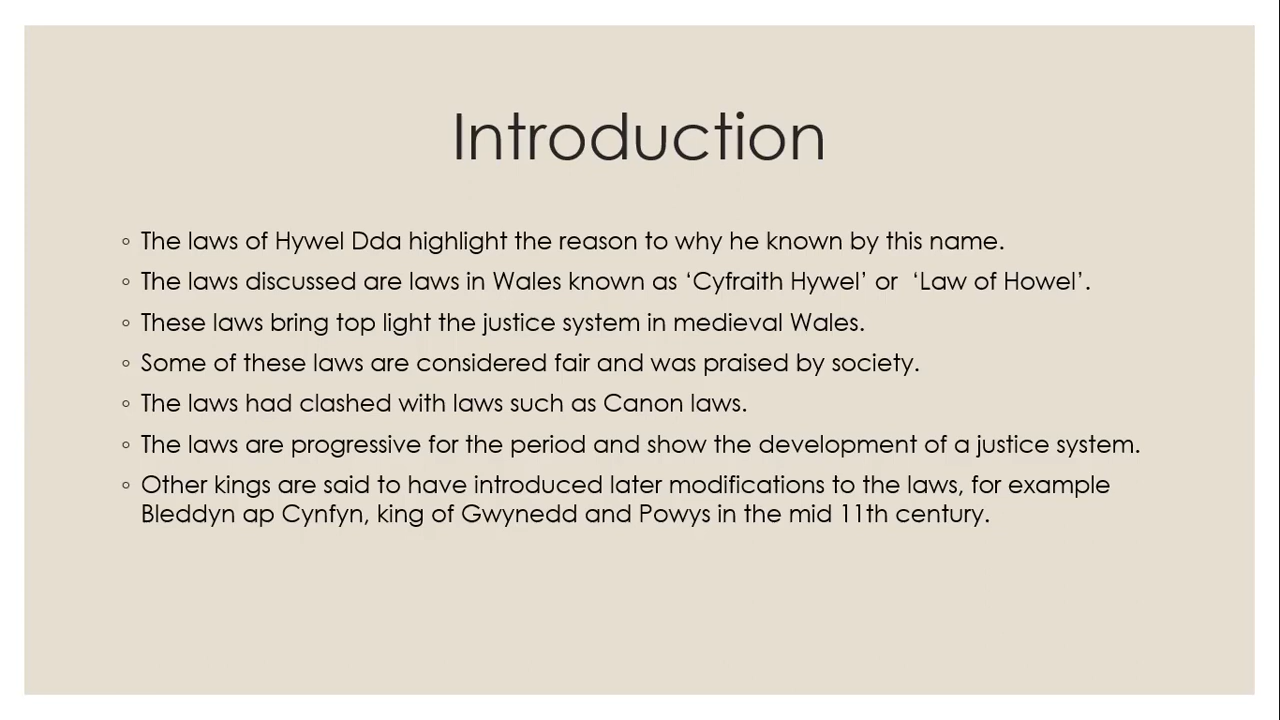 Introduction
◦ The laws of Hywel Dda highlight the reason to why he known by this name.
◦ The laws discussed are laws in Wales known as ‘Cyfraith Hywel’ or  ‘Law of Howel’.
◦ These laws bring top light the justice system in medieval Wales.
◦ Some of these laws are considered fair and was praised by society.
◦ The laws had clashed with laws such as Canon laws.
◦ The laws are progressive for the period and show the development of a justice system.
◦ Other kings are said to have introduced later modifications to the laws, for example
Bleddyn ap Cynfyn, king of Gwynedd and Powys in the mid 11th century.